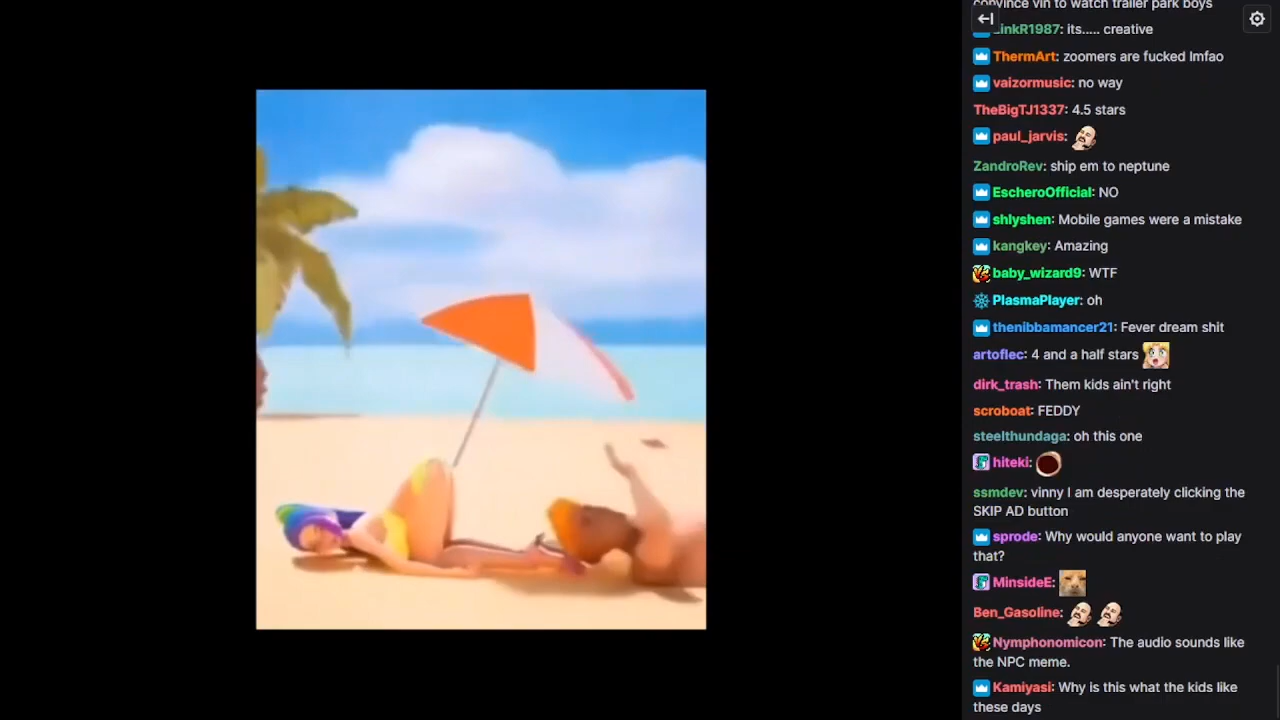 convince vin to watch trailer park boys
LinkR1987: its..... creative
ThermArt: zoomers are fucked lmfao
vaizormusic: no way
TheBigTJ1337: 4.5 stars
paul_jarvis:
ZandroRev: ship em to neptune
EscheroOfficial: NO
shlyshen: Mobile games were a mistake
kangkey: Amazing
baby_wizard9: WTF
PlasmaPlayer: oh
thenibbamancer21: Fever dream shit
artoflec: 4 and a half stars
dirk_trash: Them kids ain't right
scroboat: FEDDY
steelthundaga: oh this one
hiteki:
ssmdev: vinny I am desperately clicking the
SKIP AD button
sprode: Why would anyone want to play
that?
MinsideE:
Ben_Gasoline:
Nymphonomicon: The audio sounds like
the NPC meme.
Kamiyasi: Why is this what the kids like
these days